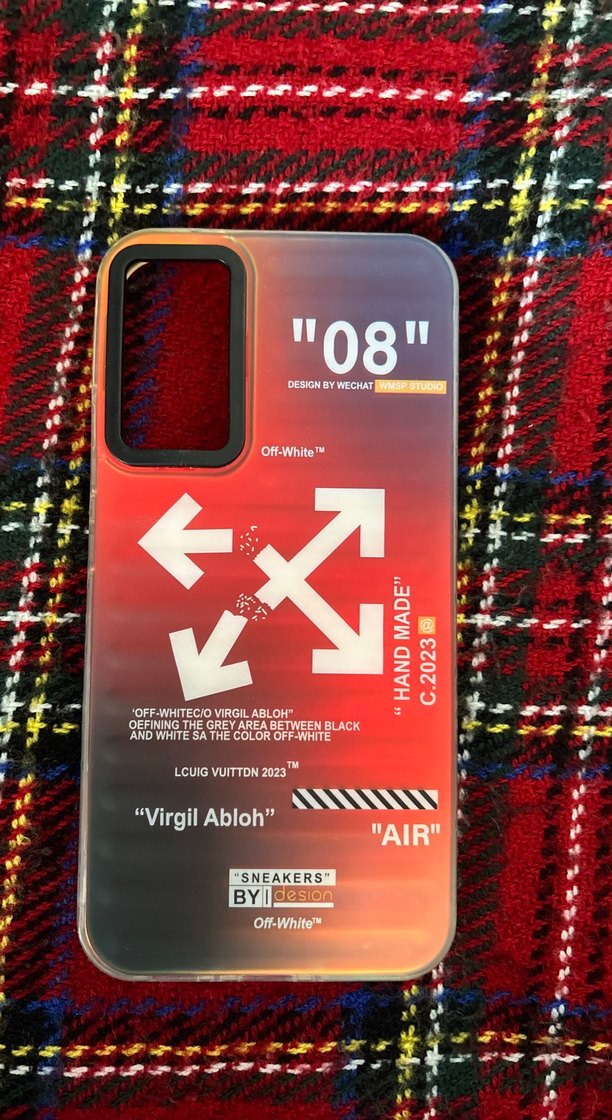 "08"
DESIGN BY WECHAT WMSP STUDIO
Off-White™
“ HAND MADE”
C.2023@
‘OFF-WHITEC/O VIRGIL ABLOH”
OEFINING THE GREY AREA BETWEEN BLACK
AND WHITE SA THE COLOR OFF-WHITE
LCUIG VUITTDN 2023™
“Virgil Abloh”
"AIR"
“SNEAKERS”
BY design
Off-White™